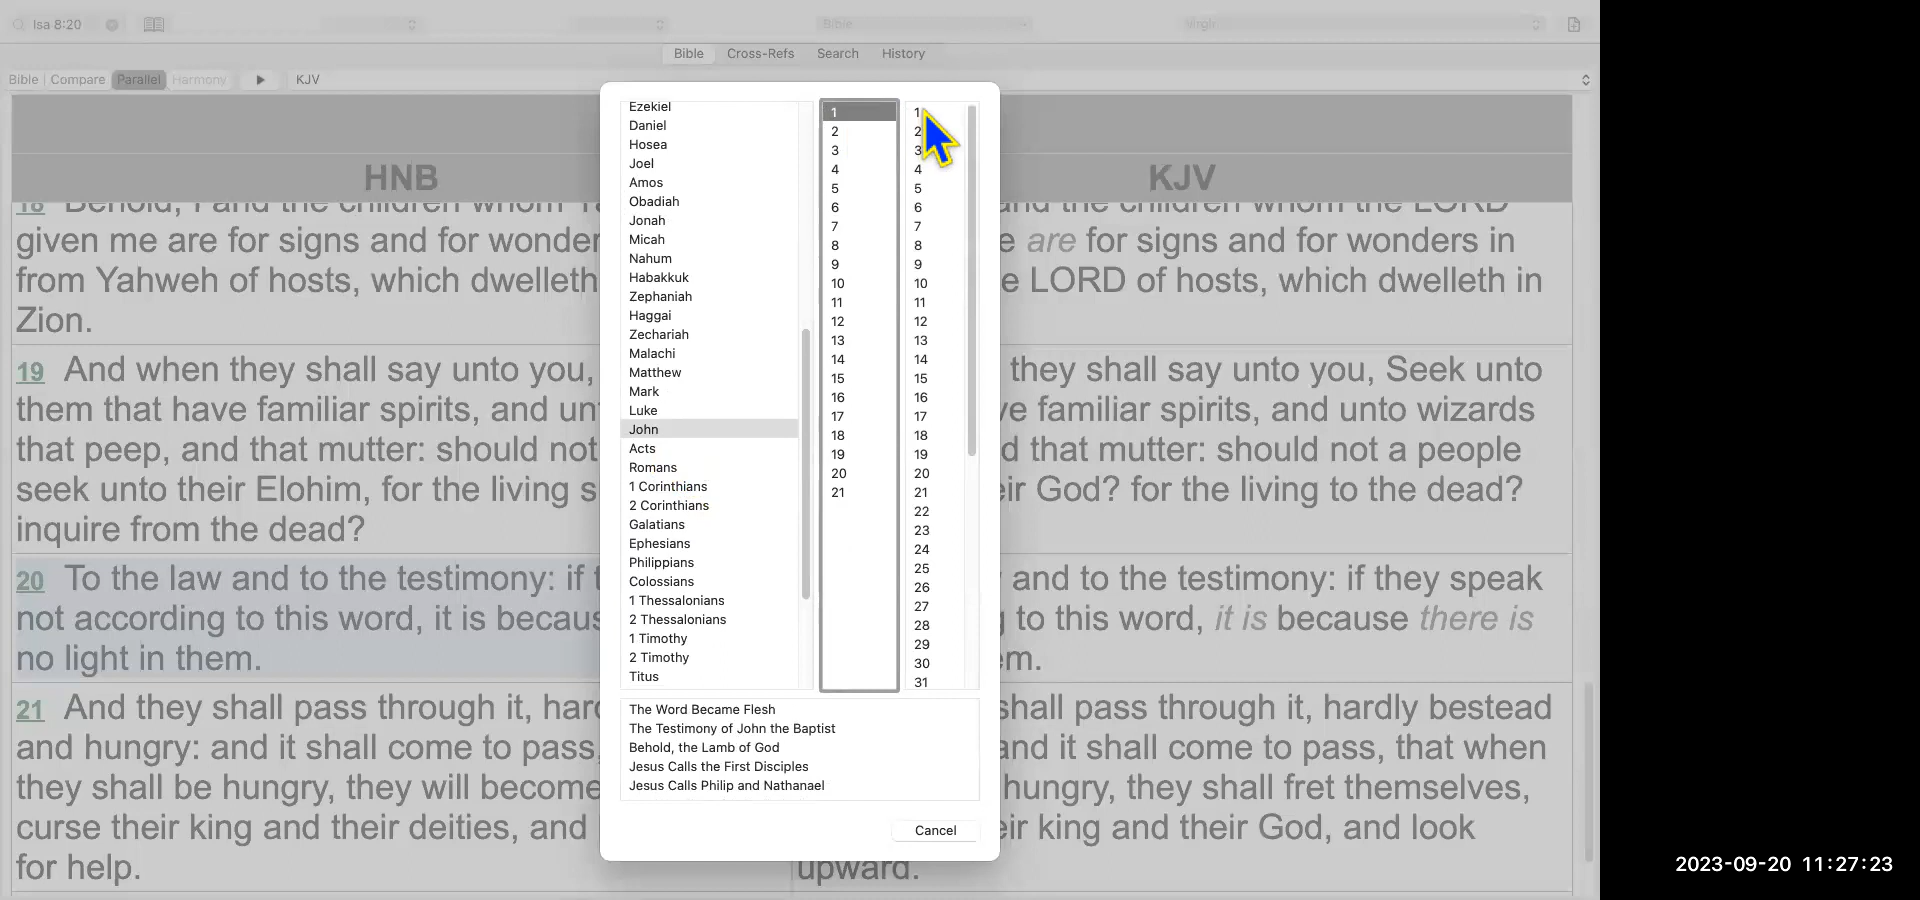 Isa 8:20
Bible
Bible Cross-Refs Search History
Bible Compare Parallel Harmony KJV
HNB KJV
given me are for signs and for wonder
from Yahweh of hosts, which dwelleth
Zion.
19 And when they shall say unto you,
them that have familiar spirits, and un
that peep, and that mutter: should not
seek unto their Elohim, for the living s
inquire from the dead?
20 To the law and to the testimony: if t
not according to this word, it is becaus
no light in them.
21 And they shall pass through it, hard
and hungry: and it shall come to pass,
they shall be hungry, they will become
curse their king and their deities, and
for help.
Ezekiel
Daniel
Hosea
Joel
Amos
Obadiah
Jonah
Micah
Nahum
Habakkuk
Zephaniah
Haggai
Zechariah
Malachi
Matthew
Mark
Luke
John
Acts
Romans
1 Corinthians
2 Corinthians
Galatians
Ephesians
Philippians
Colossians
1 Thessalonians
2 Thessalonians
1 Timothy
2 Timothy
Titus
1
2
3
4
5
6
7
8
9
10
11
12
13
14
15
16
17
18
19
20
21
1
2
3
4
5
6
7
8
9
10
11
12
13
14
15
16
17
18
19
20
21
22
23
24
25
26
27
28
29
30
31
The Word Became Flesh
The Testimony of John the Baptist
Behold, the Lamb of God
Jesus Calls the First Disciples
Jesus Calls Philip and Nathanael
Cancel
and the children whom the LORD
e are for signs and for wonders in
e LORD of hosts, which dwelleth in
they shall say unto you, Seek unto
ve familiar spirits, and unto wizards
d that mutter: should not a people
eir God? for the living to the dead?
and to the testimony: if they speak
to this word, it is because there is
em.
shall pass through it, hardly bestead
and it shall come to pass, that when
hungry, they shall fret themselves,
eir king and their God, and look
upward.
2023-09-20 11:27:23